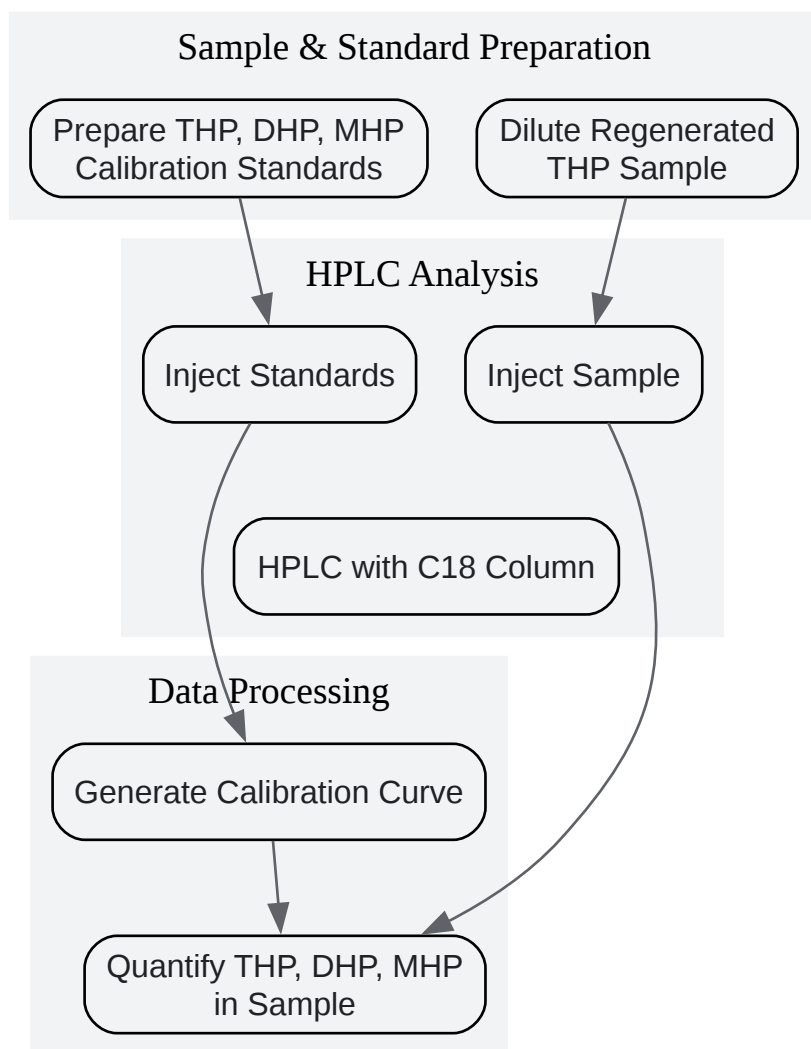 Sample & Standard Preparation
Prepare THP, DHP, MHP
Calibration Standards
Dilute Regenerated
THP Sample
HPLC Analysis
Inject Standards
Inject Sample
HPLC with C18 Column
Data Processing
Generate Calibration Curve
Quantify THP, DHP, MHP
in Sample